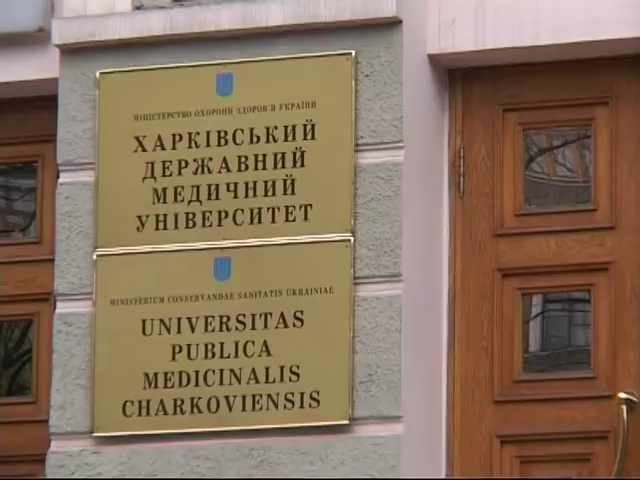 МІНІСТЕРСТВО ОХОРОНИ ЗДОРОВ'Я УКРАЇНИ
ХАРКІВСЬКИЙ
ДЕРЖАВНИЙ
МЕДИЧНИЙ
УНІВЕРСИТЕТ
MINISTERIUM CONSERVANDAE SANITATIS UKRAINIAE
UNIVERSITAS
PUBLICA
MEDICINALIS
CHARKOVIENSIS